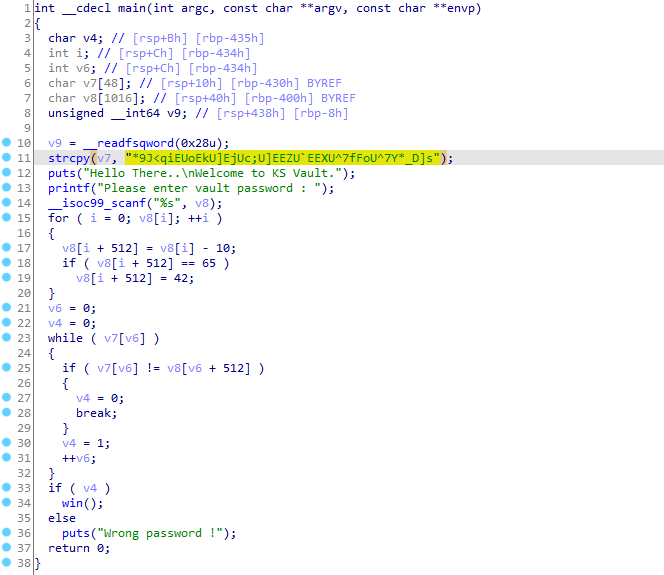 1 int __cdecl main(int argc, const char **argv, const char **envp)
2 {
3 char v4; // [rsp+Bh] [rbp-435h]
4 int i; // [rsp+Ch] [rbp-434h]
5 int v6; // [rsp+Ch] [rbp-434h]
6 char v7[48]; // [rsp+10h] [rbp-430h] BYREF
7 char v8[1016]; // [rsp+40h] [rbp-400h] BYREF
8 unsigned __int64 v9; // [rsp+438h] [rbp-8h]
9
10 v9 = __readfsqword(0x28u);
11 strcpy(v7, "*9J<qiEUoEkU]EjUc;U]EEZU`EEXU^7fFoU^7Y*_D]s");
12 puts("Hello There..\nWelcome to KS Vault.");
13 printf("Please enter vault password : ");
14 __isoc99_scanf("%s", v8);
15 for ( i = 0; v8[i]; ++i )
16 {
17 v8[i + 512] = v8[i] - 10;
18 if ( v8[i + 512] == 65 )
19 v8[i + 512] = 42;
20 }
21 v6 = 0;
22 v4 = 0;
23 while ( v7[v6] )
24 {
25 if ( v7[v6] != v8[v6 + 512] )
26 {
27 v4 = 0;
28 break;
29 }
30 v4 = 1;
31 ++v6;
32 }
33 if ( v4 )
34 win();
35 else
36 puts("Wrong password !");
37 return 0;
38 }